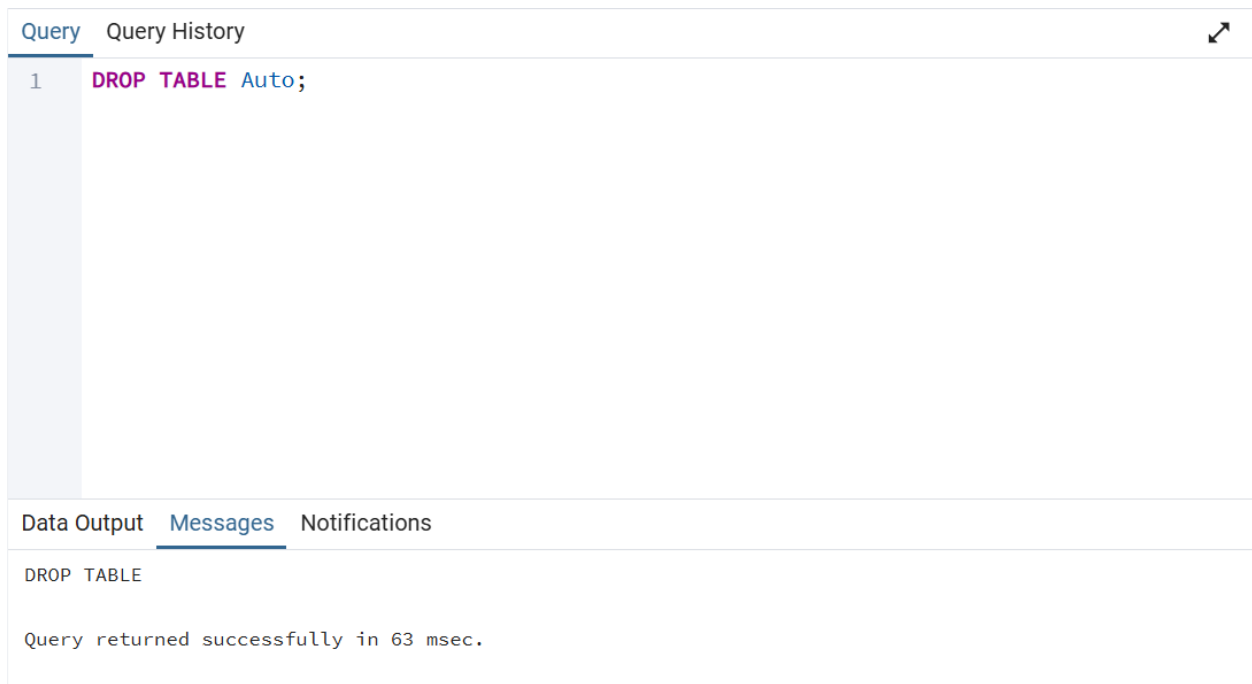 Query Query History
1 DROP TABLE Auto;
Data Output Messages Notifications
DROP TABLE
Query returned successfully in 63 msec.